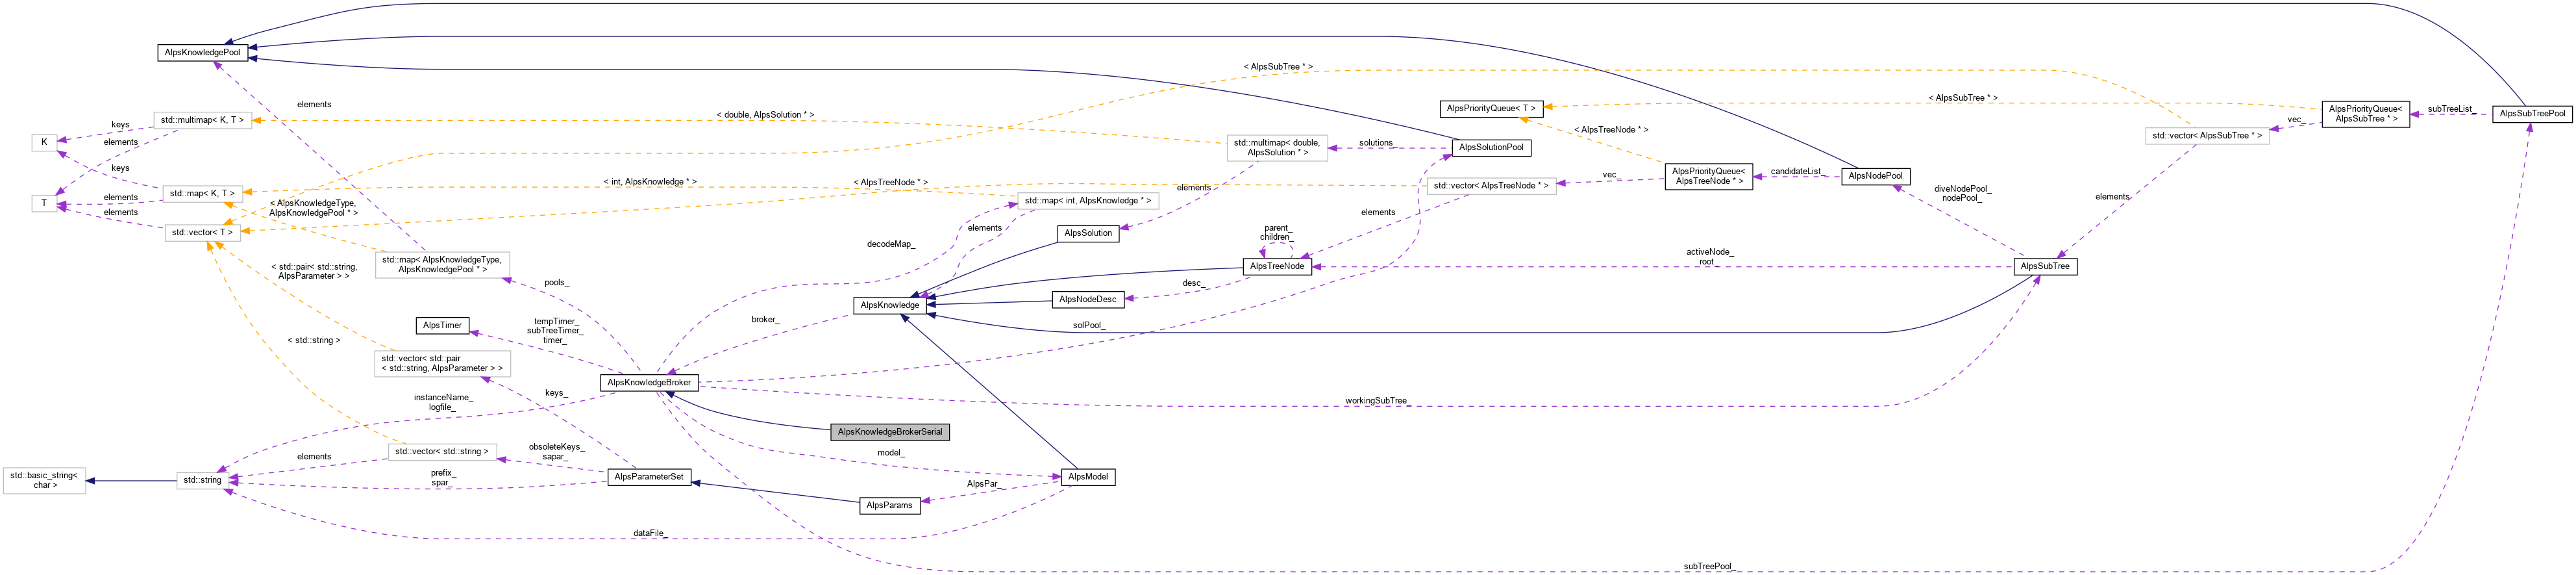 AlpsKnowledgePool
elements
< AlpsSubTree * >
std::multimap< K, T >
keys
elements
K
keys
T
elements
elements
std::map< K, T >
std::vector< T >
< double, AlpsSolution * >
< int, AlpsKnowledge * >
< AlpsTreeNode * >
< AlpsKnowledgeType,
AlpsKnowledgePool * >
< std::pair< std::string,
AlpsParameter > >
< std::string >
std::map< AlpsKnowledgeType,
AlpsKnowledgePool * >
pools_
AlpsTimer
tempTimer_
subTreeTimer_
timer_
std::vector< std::pair
< std::string, AlpsParameter > >
keys_
instanceName_
logfile_
std::vector< std::string >
elements
obsoleteKeys_
sapar_
prefix_
spar_
std::basic_string<
char >
std::string
AlpsParameterSet
AlpsKnowledgeBroker
AlpsKnowledgeBrokerSerial
broker_
decodeMap_
AlpsKnowledge
AlpsParams
AlpsPar_
model_
AlpsModel
dataFile_
std::map< int, AlpsKnowledge * >
elements
AlpsSolution
elements
AlpsNodeDesc
desc_
solPool_
std::multimap< double,
AlpsSolution * >
solutions_
parent_
children_
AlpsTreeNode
elements
AlpsPriorityQueue< T >
AlpsSolutionPool
std::vector< AlpsTreeNode * >
vec_
< AlpsTreeNode * >
AlpsPriorityQueue<
AlpsTreeNode * >
candidateList_
AlpsNodePool
diveNodePool_
nodePool_
activeNode_
root_
workingSubTree_
subTreePool_
AlpsSubTree
elements
< AlpsSubTree * >
std::vector< AlpsSubTree * >
vec_
AlpsPriorityQueue<
AlpsSubTree * >
subTreeList_
AlpsSubTreePool